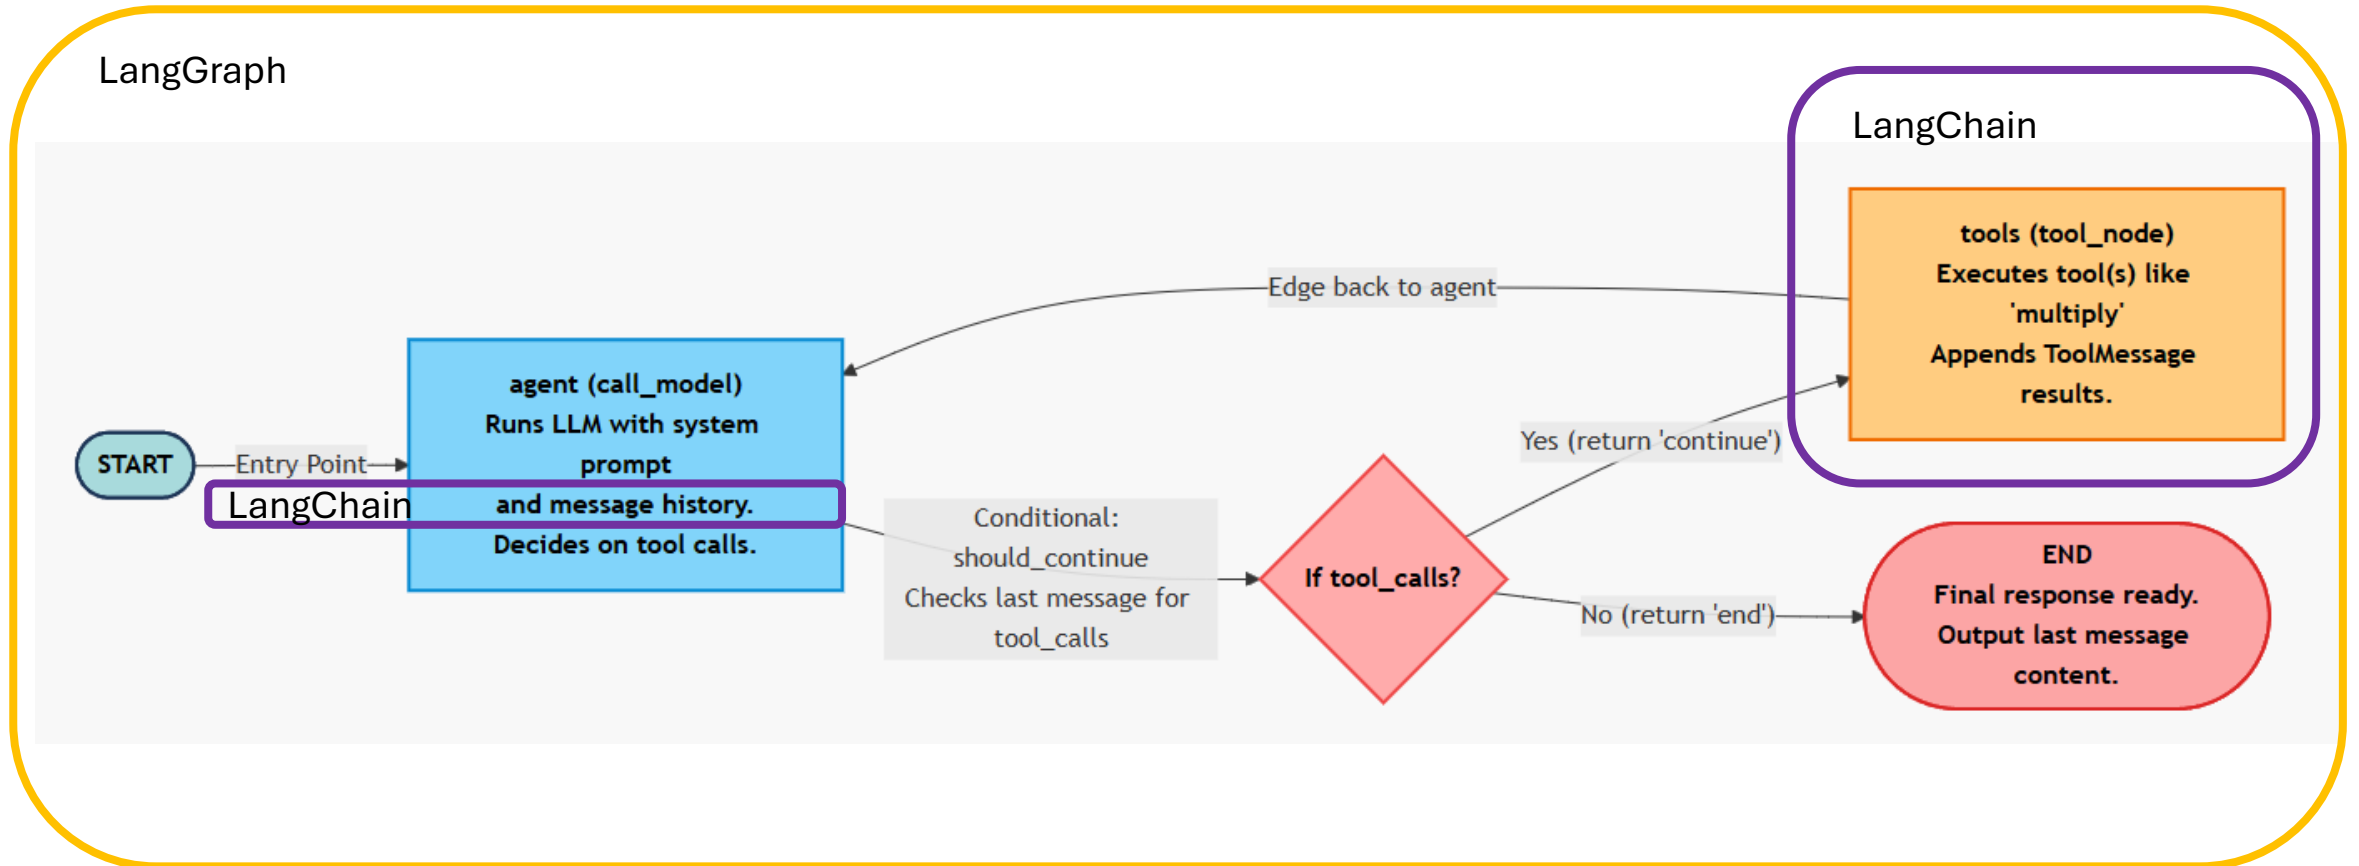 LangGraph
LangChain
tools (tool_node)
Executes tool(s) like
'multiply'
Appends ToolMessage
results.
Edge back to agent
agent (call_model)
Runs LLM with system
prompt
and message history.
Decides on tool calls.
START
Entry Point
LangChain
Conditional:
should_continue
Checks last message for
tool_calls
If tool_calls?
Yes (return 'continue')
No (return 'end')
END
Final response ready.
Output last message
content.